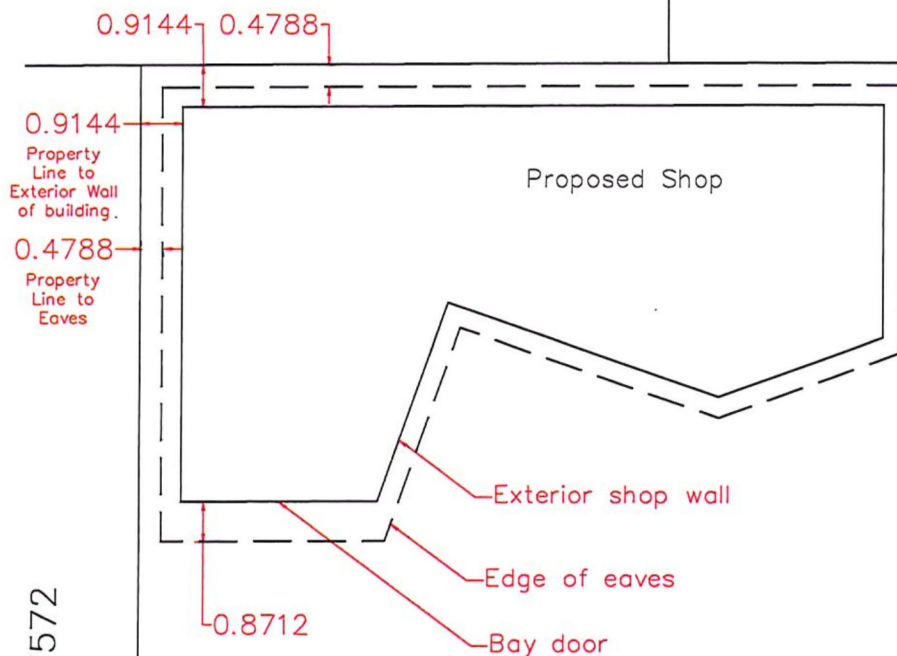 0.9144 0.4788
0.9144
Property
Line to
Exterior Wall
of building.
0.4788
Property
Line to
Eaves
Proposed Shop
Exterior shop wall
Edge of eaves
0.8712
Bay door
572